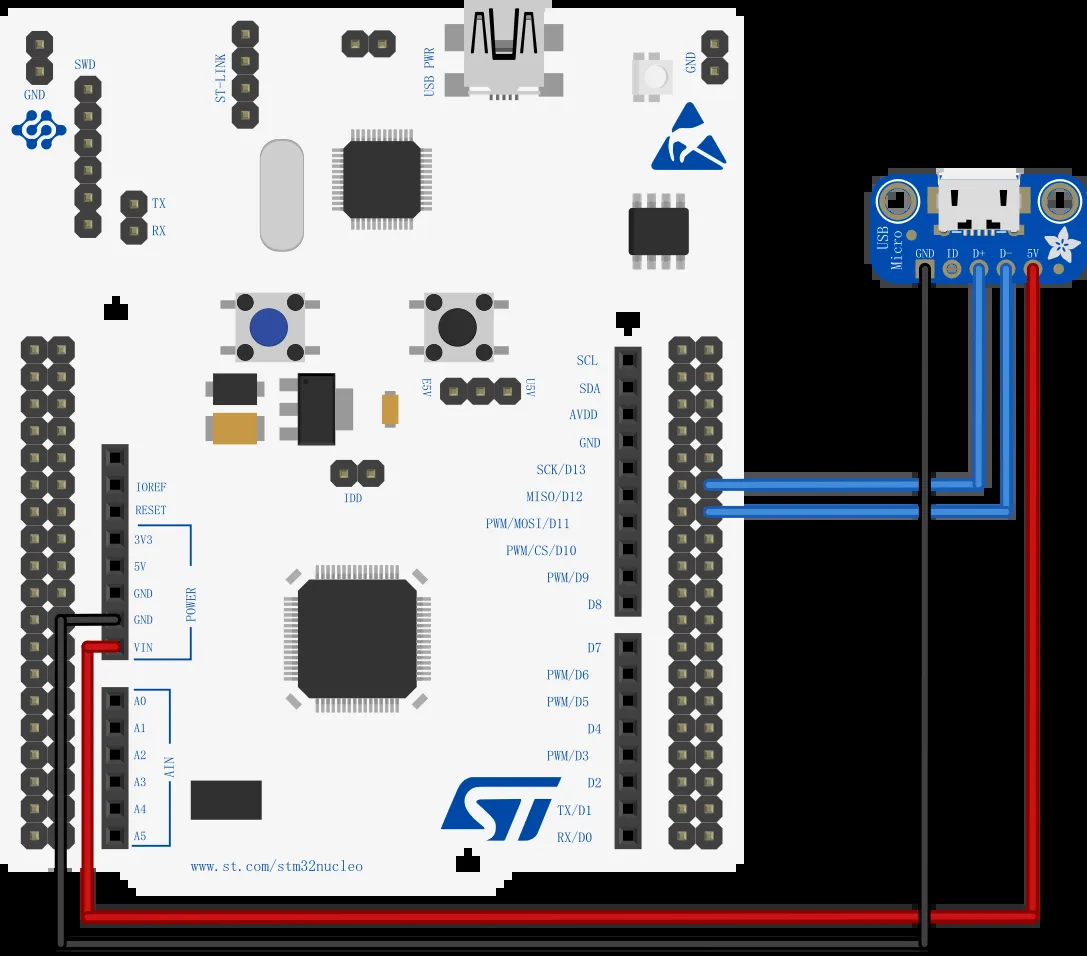 SWD
GND
ST-LINK
USB PWR
GND
TX
RX
USB
Micro
GND ID D+ D- 5V
E5V
U5V
IDD
IOREF
RESET
3V3
5V
GND
GND
VIN
POWER
A0
A1
A2
A3
A4
A5
AIN
SCL
SDA
AVDD
GND
SCK/D13
MISO/D12
PWM/MOSI/D11
PWM/CS/D10
PWM/D9
D8
D7
PWM/D6
PWM/D5
D4
PWM/D3
D2
TX/D1
RX/D0
ST
www.st.com/stm32nucleo